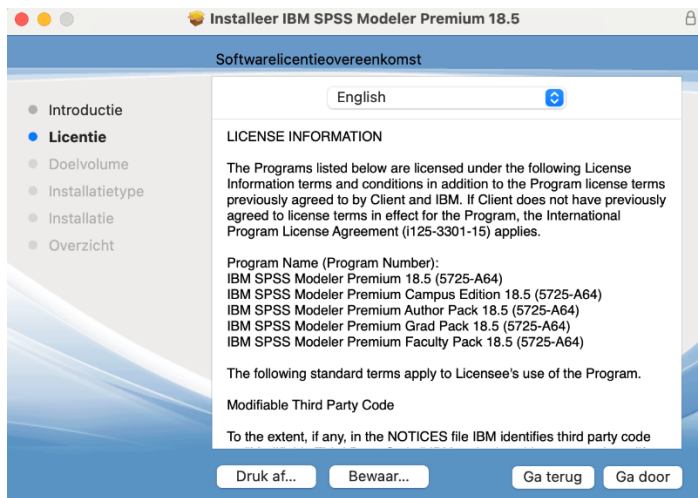 Installeer IBM SPSS Modeler Premium 18.5
Softwarelicentieovereenkomst
Introductie
Licentie
Doelvolume
Installatietype
Installatie
Overzicht
English
LICENSE INFORMATION
The Programs listed below are licensed under the following License
Information terms and conditions in addition to the Program license terms
previously agreed to by Client and IBM. If Client does not have previously
agreed to license terms in effect for the Program, the International
Program License Agreement (i125-3301-15) applies.
Program Name (Program Number):
IBM SPSS Modeler Premium 18.5 (5725-A64)
IBM SPSS Modeler Premium Campus Edition 18.5 (5725-A64)
IBM SPSS Modeler Premium Author Pack 18.5 (5725-A64)
IBM SPSS Modeler Premium Grad Pack 18.5 (5725-A64)
IBM SPSS Modeler Premium Faculty Pack 18.5 (5725-A64)
The following standard terms apply to Licensee's use of the Program.
Modifiable Third Party Code
To the extent, if any, in the NOTICES file IBM identifies third party code
Druk af...
Bewaar...
Ga terug
Ga door